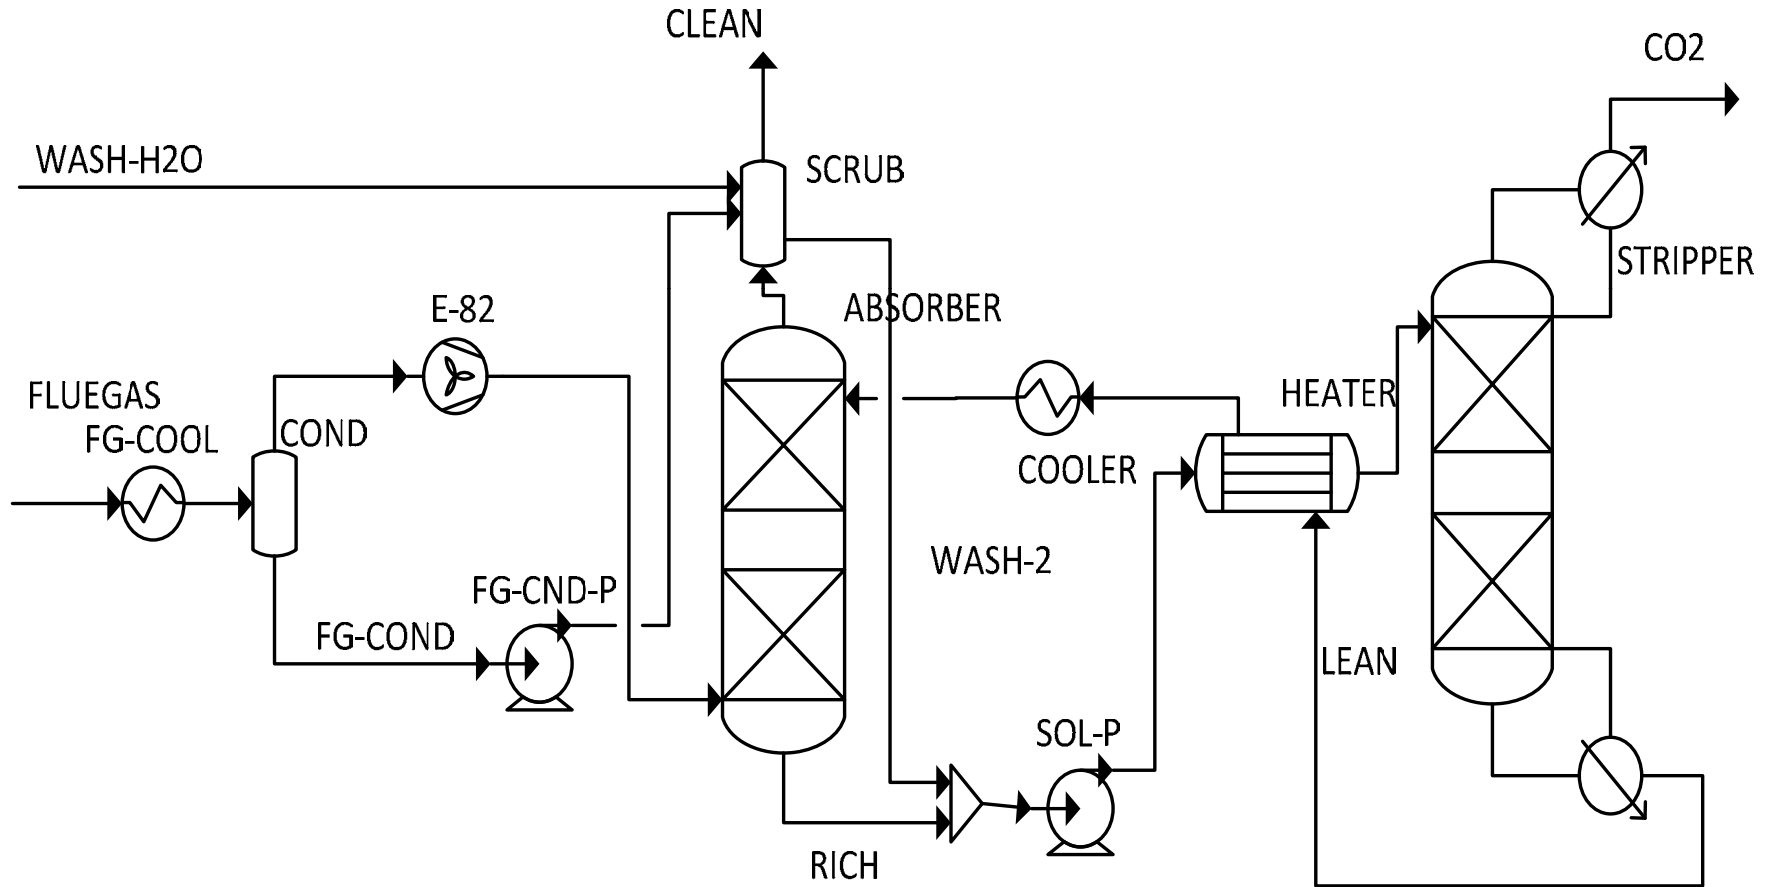 CLEAN
CO2
WASH-H2O
SCRUB
STRIPPER
E-82
ABSORBER
FLUEGAS
HEATER
FG-COOL
COND
COOLER
WASH-2
FG-CND-P
FG-COND
LEAN
SOL-P
RICH